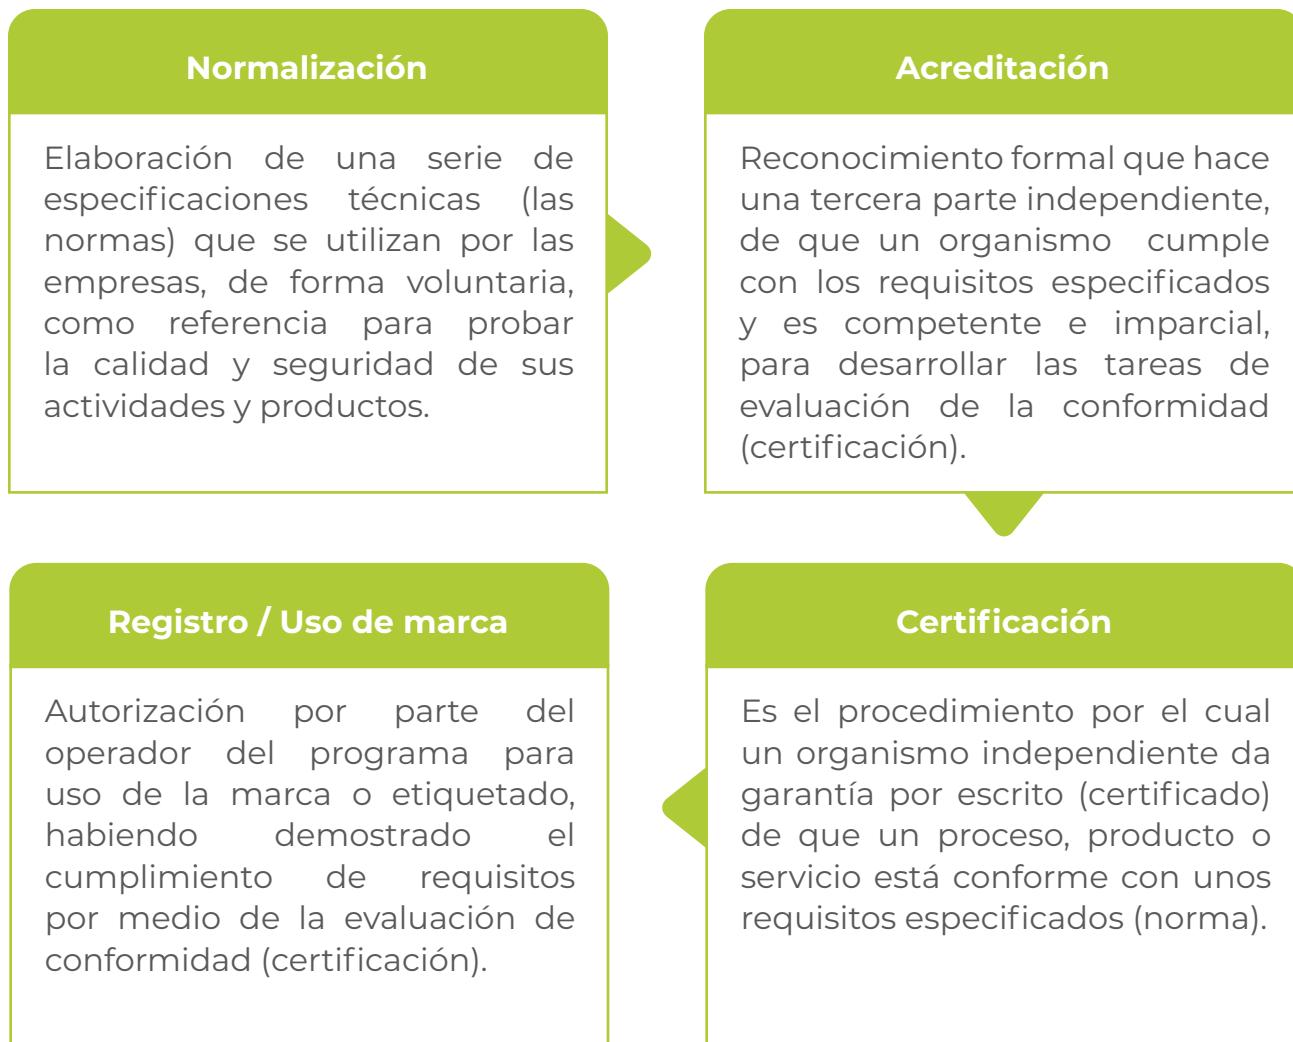 Normalización
Elaboración de una serie de
especificaciones técnicas (las
normas) que se utilizan por las
empresas, de forma voluntaria,
como referencia para probar
la calidad y seguridad de sus
actividades y productos.
Acreditación
Reconocimiento formal que hace
una tercera parte independiente,
de que un organismo cumple
con los requisitos especificados
y es competente e imparcial,
para desarrollar las tareas de
evaluación de la conformidad
(certificación).
Registro / Uso de marca
Autorización por parte del
operador del programa para
uso de la marca o etiquetado,
habiendo demostrado el
cumplimiento de requisitos
por medio de la evaluación de
conformidad (certificación).
Certificación
Es el procedimiento por el cual
un organismo independiente da
garantía por escrito (certificado)
de que un proceso, producto o
servicio está conforme con unos
requisitos especificados (norma).